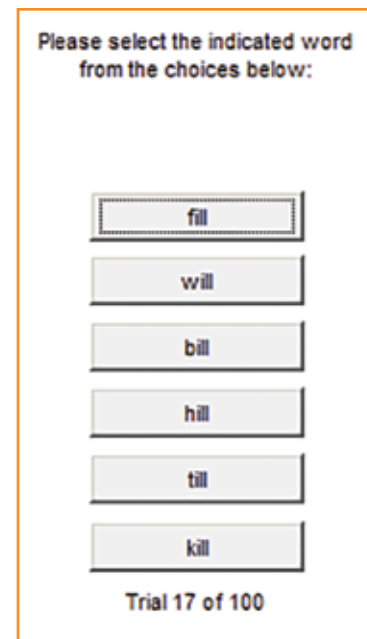 Please select the indicated word
from the choices below:
fill
will
bill
hill
till
kill
Trial 17 of 100